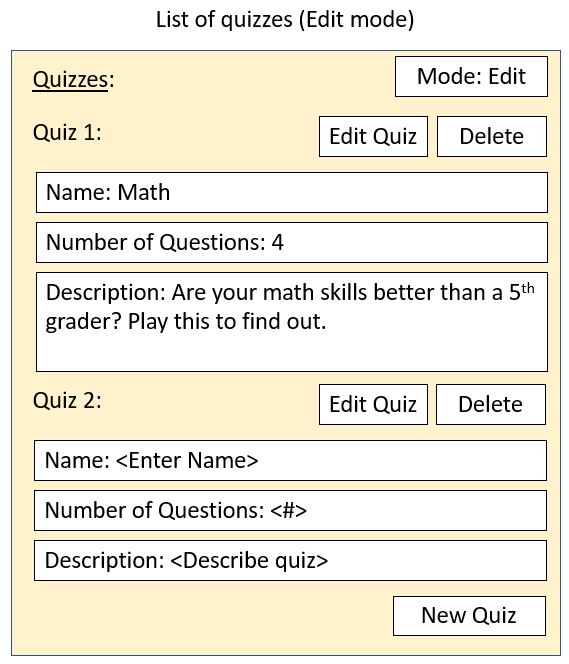 List of quizzes (Edit mode)
Quizzes:
Mode: Edit
Quiz 1:
Edit Quiz
Delete
Name: Math
Number of Questions: 4
Description: Are your math skills better than a 5th
grader? Play this to find out.
Quiz 2:
Edit Quiz
Delete
Name: <Enter Name>
Number of Questions: <#>
Description: <Describe quiz>
New Quiz